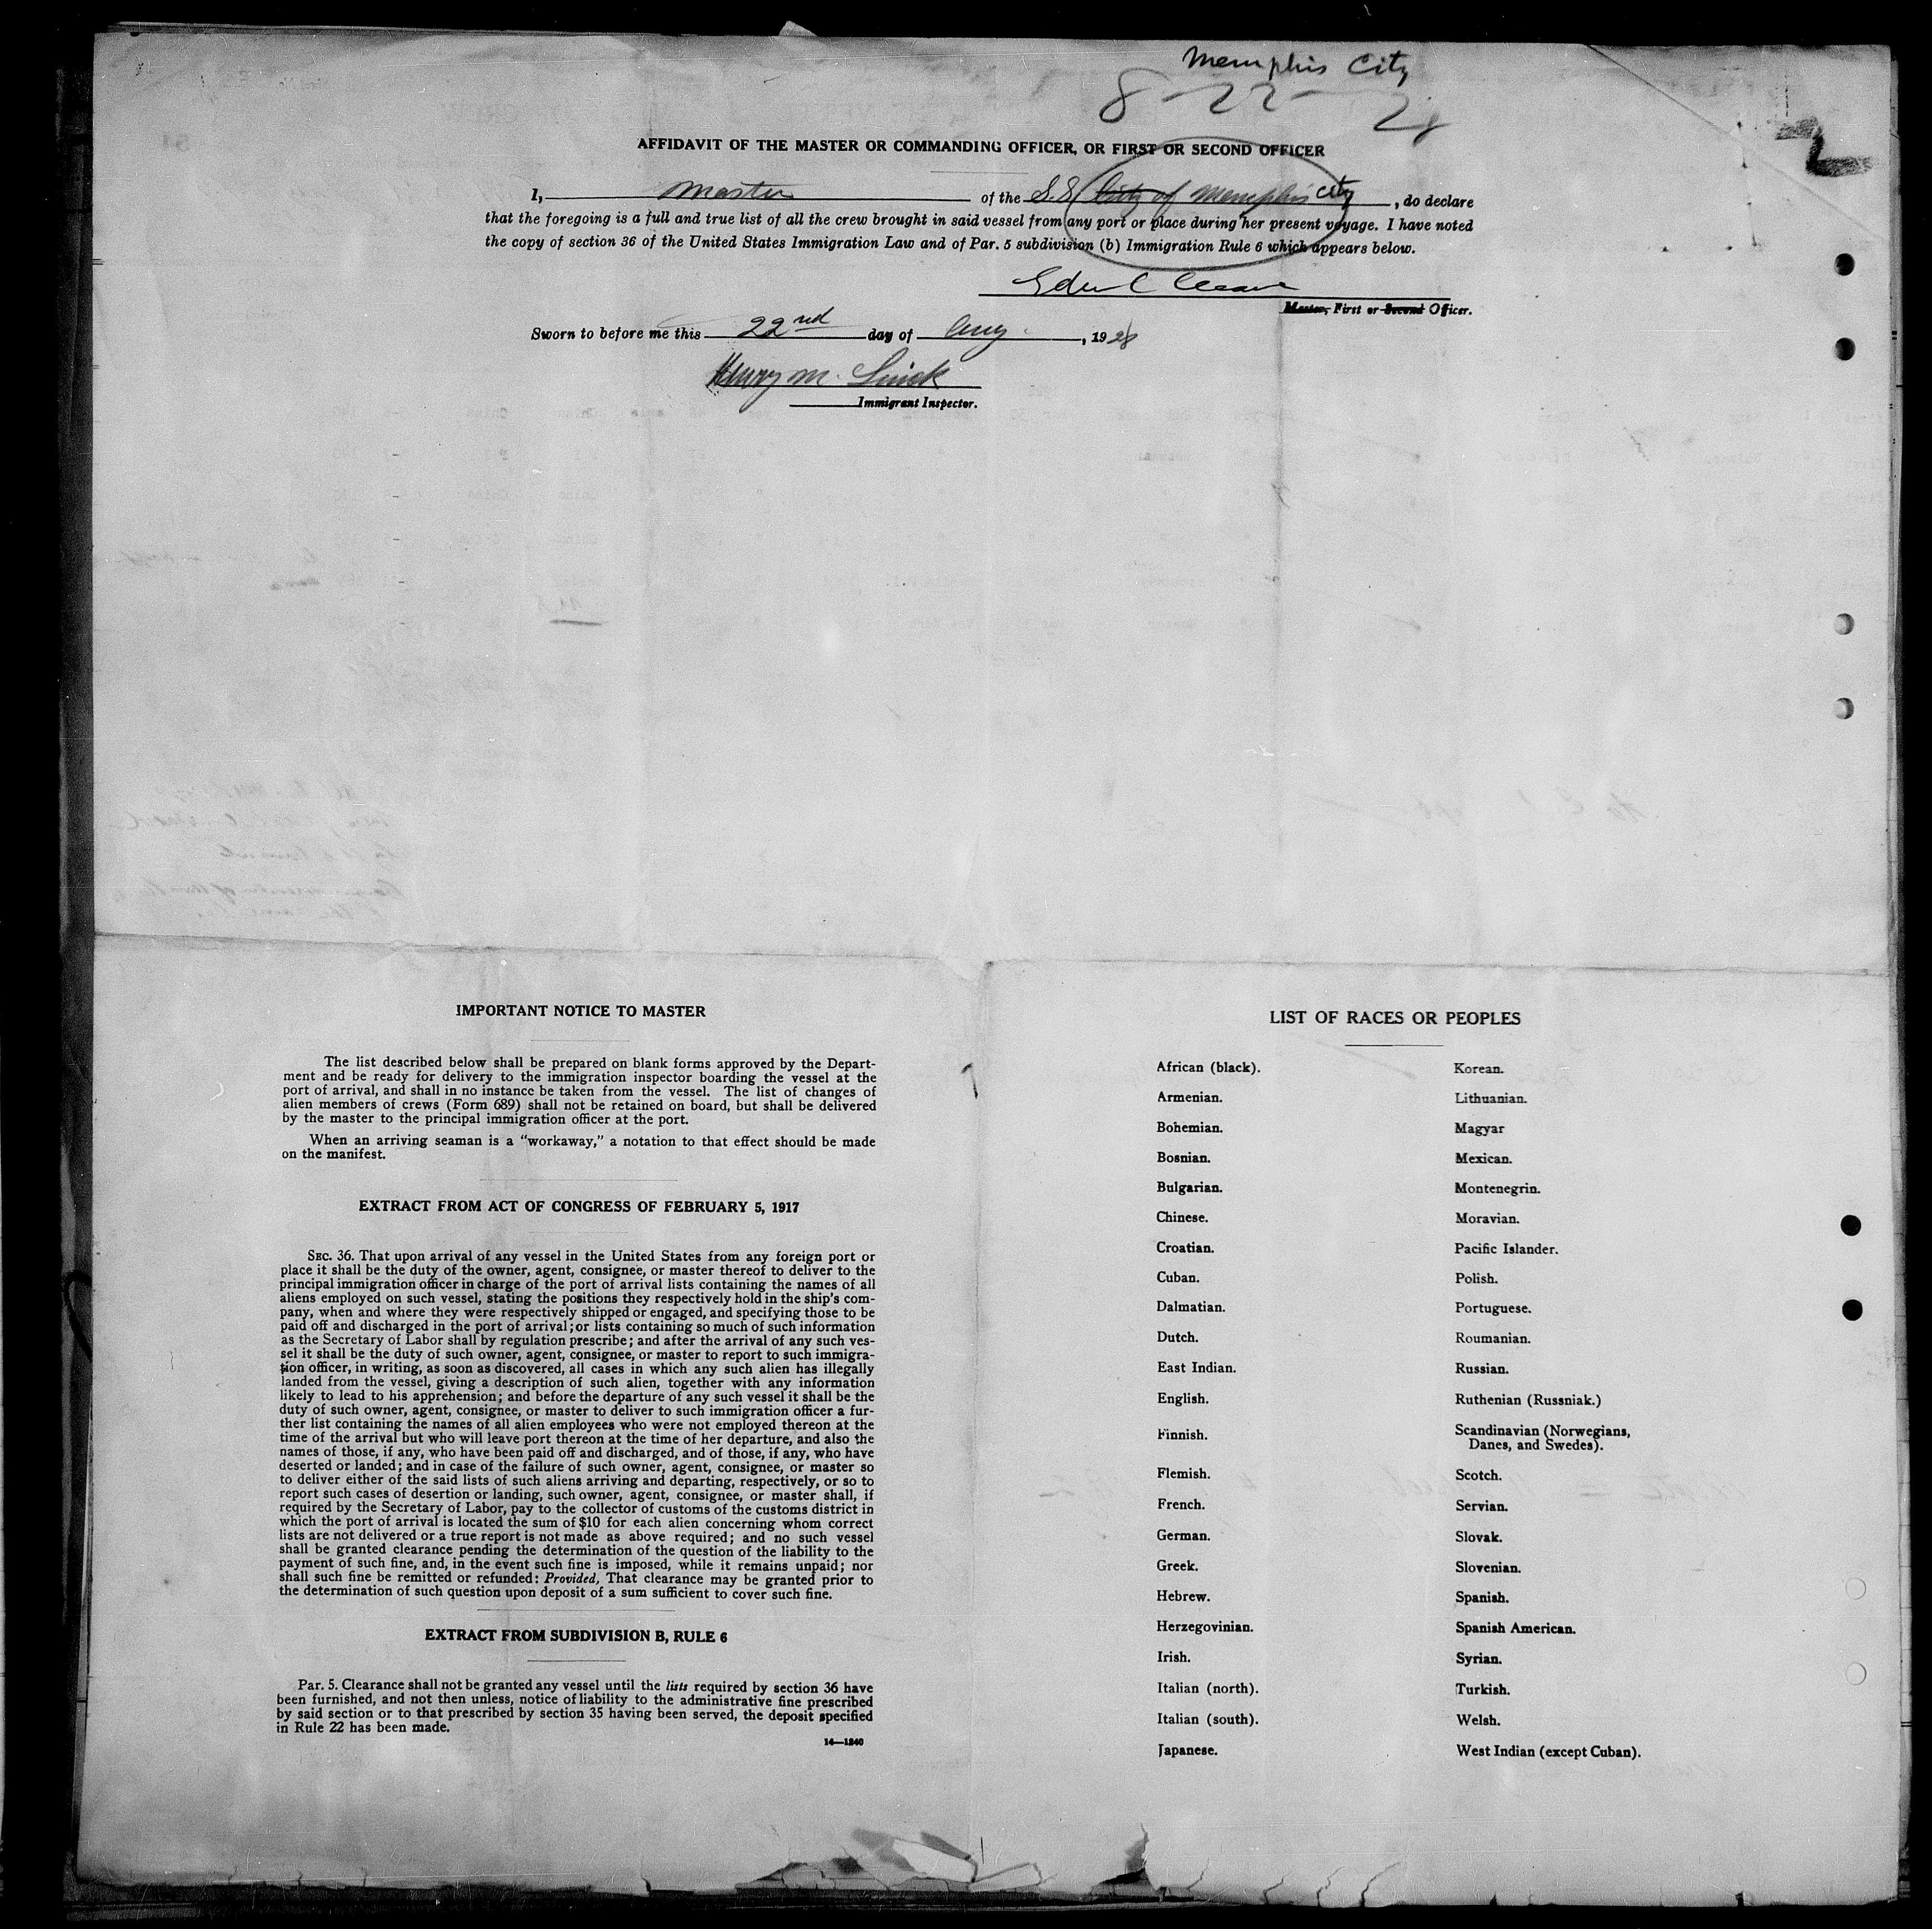 Memphis City
8-22-28
AFFIDAVIT OF THE MASTER OR COMMANDING OFFICER, OR FIRST OR SECOND OFFICER
I, Master of the S.S. City of Memphis City, do declare
that the foregoing is a full and true list of all the crew brought in said vessel from any port or place during her present voyage. I have noted
the copy of section 36 of the United States Immigration Law and of Par. 5 subdivision (b) Immigration Rule 6 which appears below.
Master, First or Second Officer.
Sworn to before me this 22nd day of Aug., 1928
Henry M.
Immigrant Inspector.
IMPORTANT NOTICE TO MASTER
The list described below shall be prepared on blank forms approved by the Depart-
ment and be ready for delivery to the immigration inspector boarding the vessel at the
port of arrival, and shall in no instance be taken from the vessel. The list of changes of
alien members of crews (Form 689) shall not be retained on board, but shall be delivered
by the master to the principal immigration officer at the port.
When an arriving seaman is a "workaway," a notation to that effect should be made
on the manifest.
EXTRACT FROM ACT OF CONGRESS OF FEBRUARY 5, 1917
SEC. 36. That upon arrival of any vessel in the United States from any foreign port or
place it shall be the duty of the owner, agent, consignee, or master thereof to deliver to the
principal immigration officer in charge of the port of arrival lists containing the names of all
aliens employed on such vessel, stating the positions they respectively hold in the ship's com-
pany, when and where they were respectively shipped or engaged, and specifying those to be
paid off and discharged in the port of arrival; or lists containing so much of such information
as the Secretary of Labor shall by regulation prescribe; and after the arrival of any such ves-
sel it shall be the duty of such owner, agent, consignee, or master to report to such immigra-
tion officer, in writing, as soon as discovered, all cases in which any such alien has illegally
landed from the vessel, giving a description of such alien, together with any information
likely to lead to his apprehension; and before the departure of any such vessel it shall be the
duty of such owner, agent, consignee, or master to deliver to such immigration officer a fur-
ther list containing the names of all alien employees who were not employed thereon at the
time of the arrival but who will leave port thereon at the time of her departure, and also the
names of those, if any, who have been paid off and discharged, and of those, if any, who have
deserted or landed; and in case of the failure of such owner, agent, consignee, or master so
to deliver either of the said lists of such aliens arriving and departing, respectively, or so to
report such cases of desertion or landing, such owner, agent, consignee, or master shall, if
required by the Secretary of Labor, pay to the collector of customs of the customs district in
which the port of arrival is located the sum of $10 for each alien concerning whom correct
lists are not delivered or a true report is not made as above required; and no such vessel
shall be granted clearance pending the determination of the question of the liability to the
payment of such fine, and, in the event such fine is imposed, while it remains unpaid; nor
shall such fine be remitted or refunded: Provided, That clearance may be granted prior to
the determination of such question upon deposit of a sum sufficient to cover such fine.
EXTRACT FROM SUBDIVISION B, RULE 6
Par. 5. Clearance shall not be granted any vessel until the lists required by section 36 have
been furnished, and not then unless, notice of liability to the administrative fine prescribed
by said section or to that prescribed by section 35 having been served, the deposit specified
in Rule 22 has been made.
14—1240
LIST OF RACES OR PEOPLES
African (black).
Armenian.
Bohemian.
Bosnian.
Bulgarian.
Chinese.
Croatian.
Cuban.
Dalmatian.
Dutch.
East Indian.
English.
Finnish.
Flemish.
French.
German.
Greek.
Hebrew.
Herzegovinian.
Irish.
Italian (north).
Italian (south).
Japanese.
Korean.
Lithuanian.
Magyar
Mexican.
Montenegrin.
Moravian.
Pacific Islander.
Polish.
Portuguese.
Roumanian.
Russian.
Ruthenian (Russniak.)
Scandinavian (Norwegians,
Danes, and Swedes).
Scotch.
Servian.
Slovak.
Slovenian.
Spanish.
Spanish American.
Syrian.
Turkish.
Welsh.
West Indian (except Cuban).